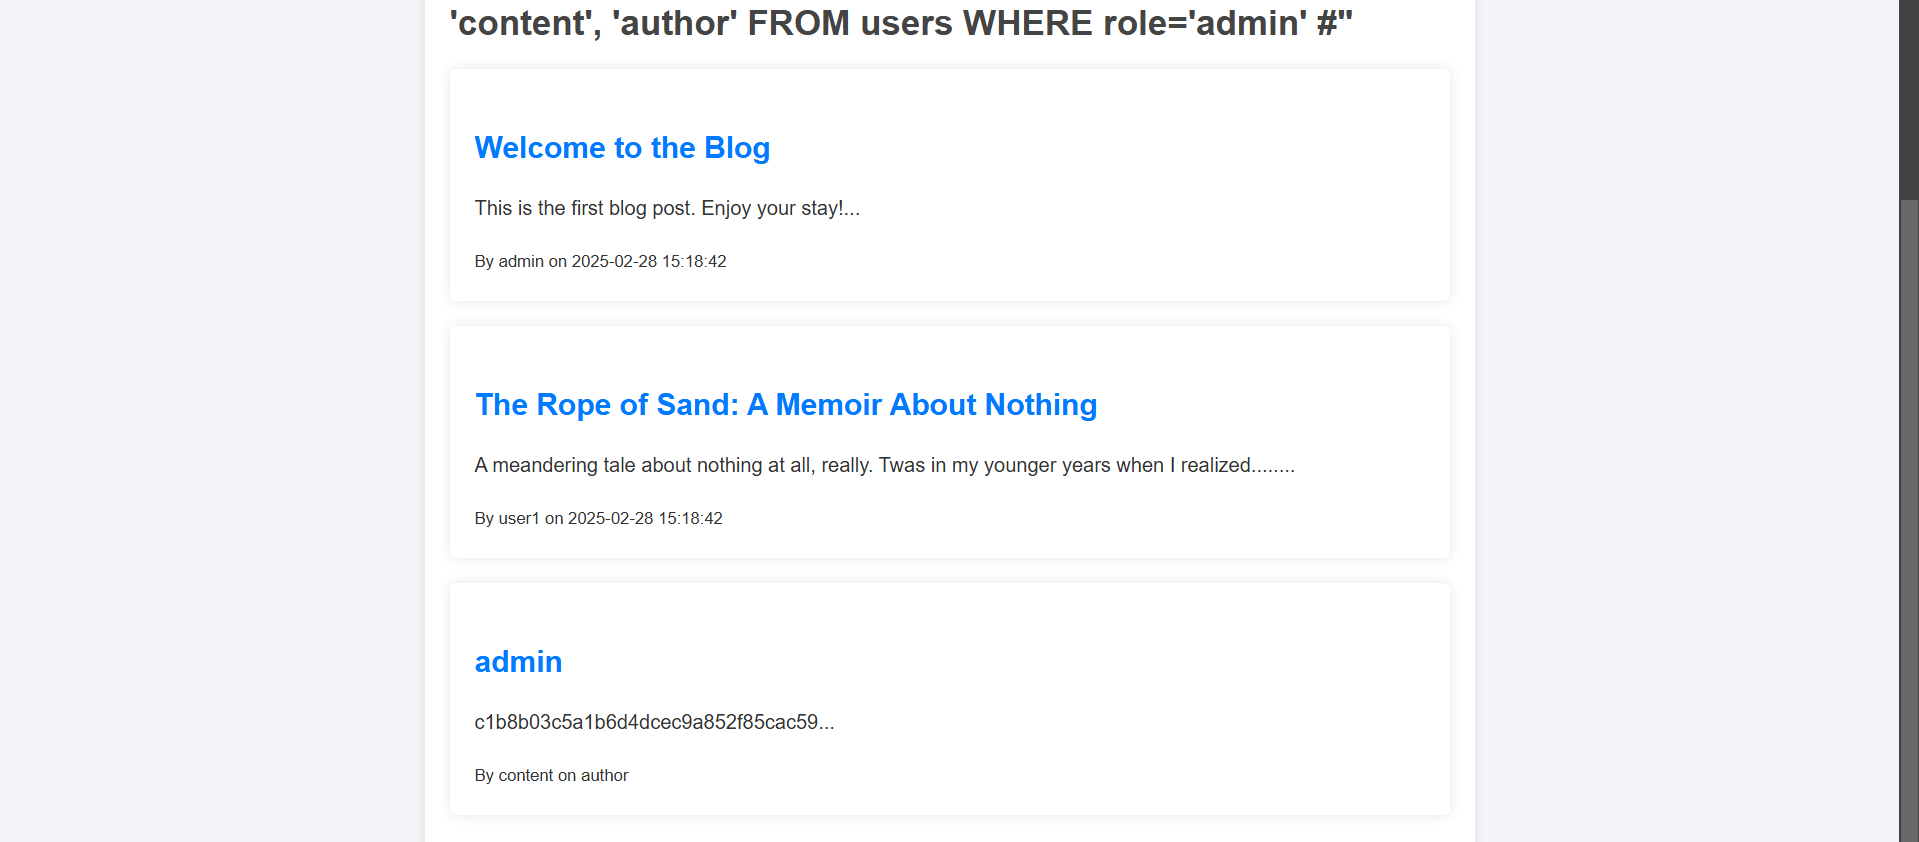 'content', 'author' FROM users WHERE role='admin' #"
Welcome to the Blog
This is the first blog post. Enjoy your stay!...
By admin on 2025-02-28 15:18:42
The Rope of Sand: A Memoir About Nothing
A meandering tale about nothing at all, really. Twas in my younger years when I realized........
By user1 on 2025-02-28 15:18:42
admin
c1b8b03c5a1b6d4dcec9a852f85cac59...
By content on author